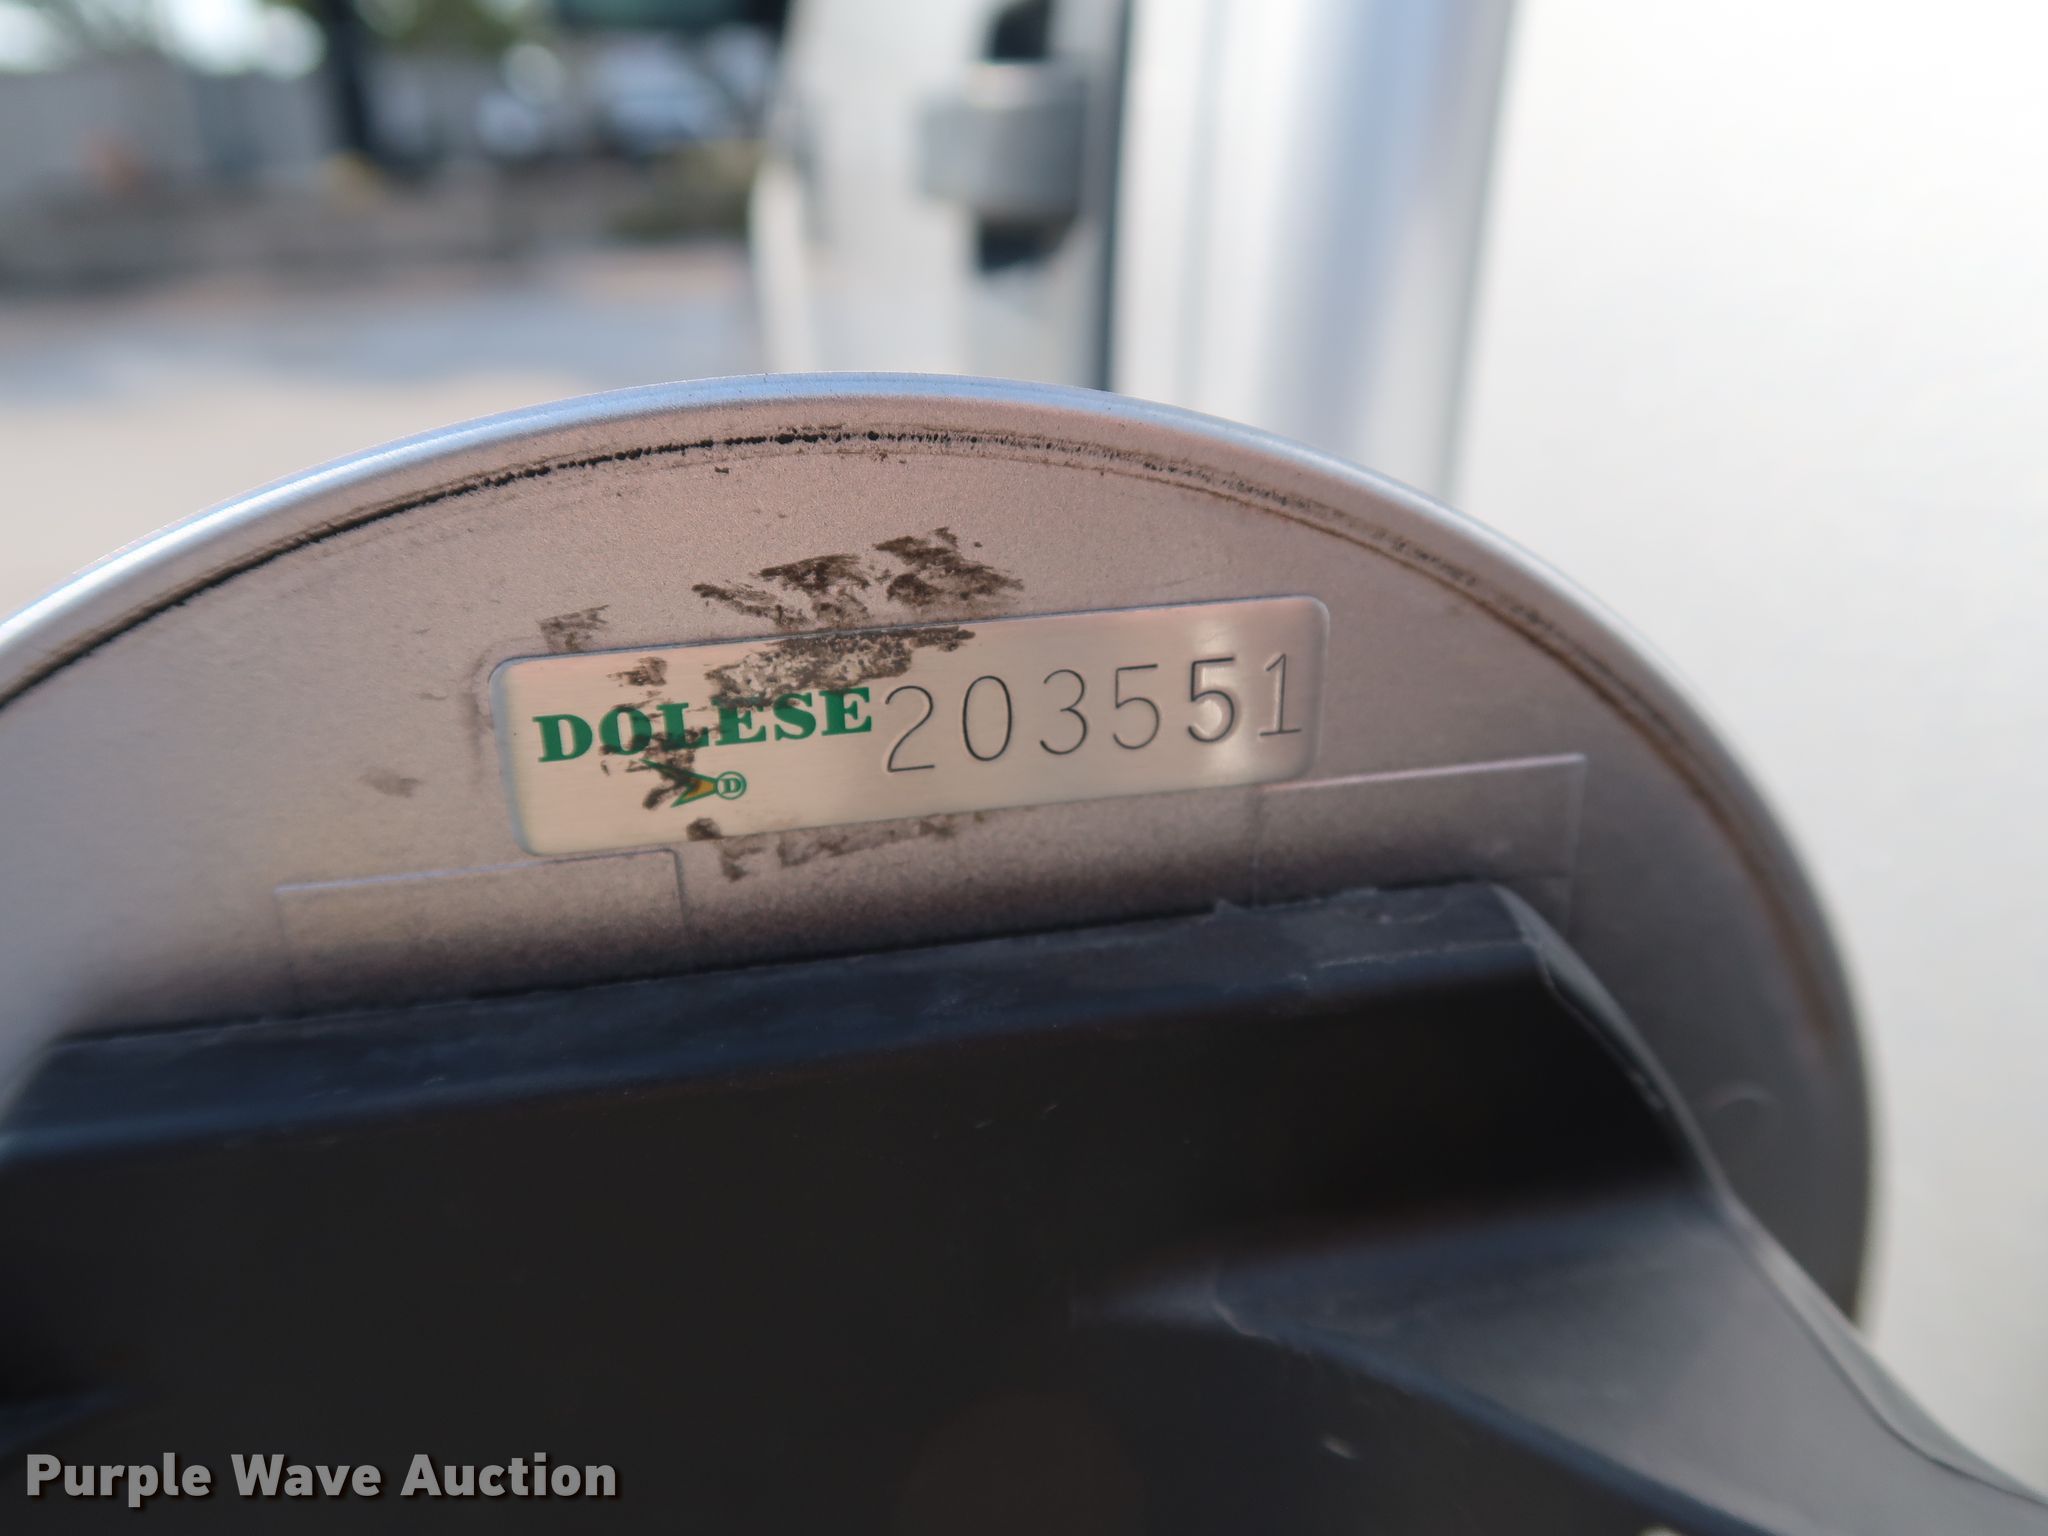 DOLESE 203551
D
Purple Wave Auction